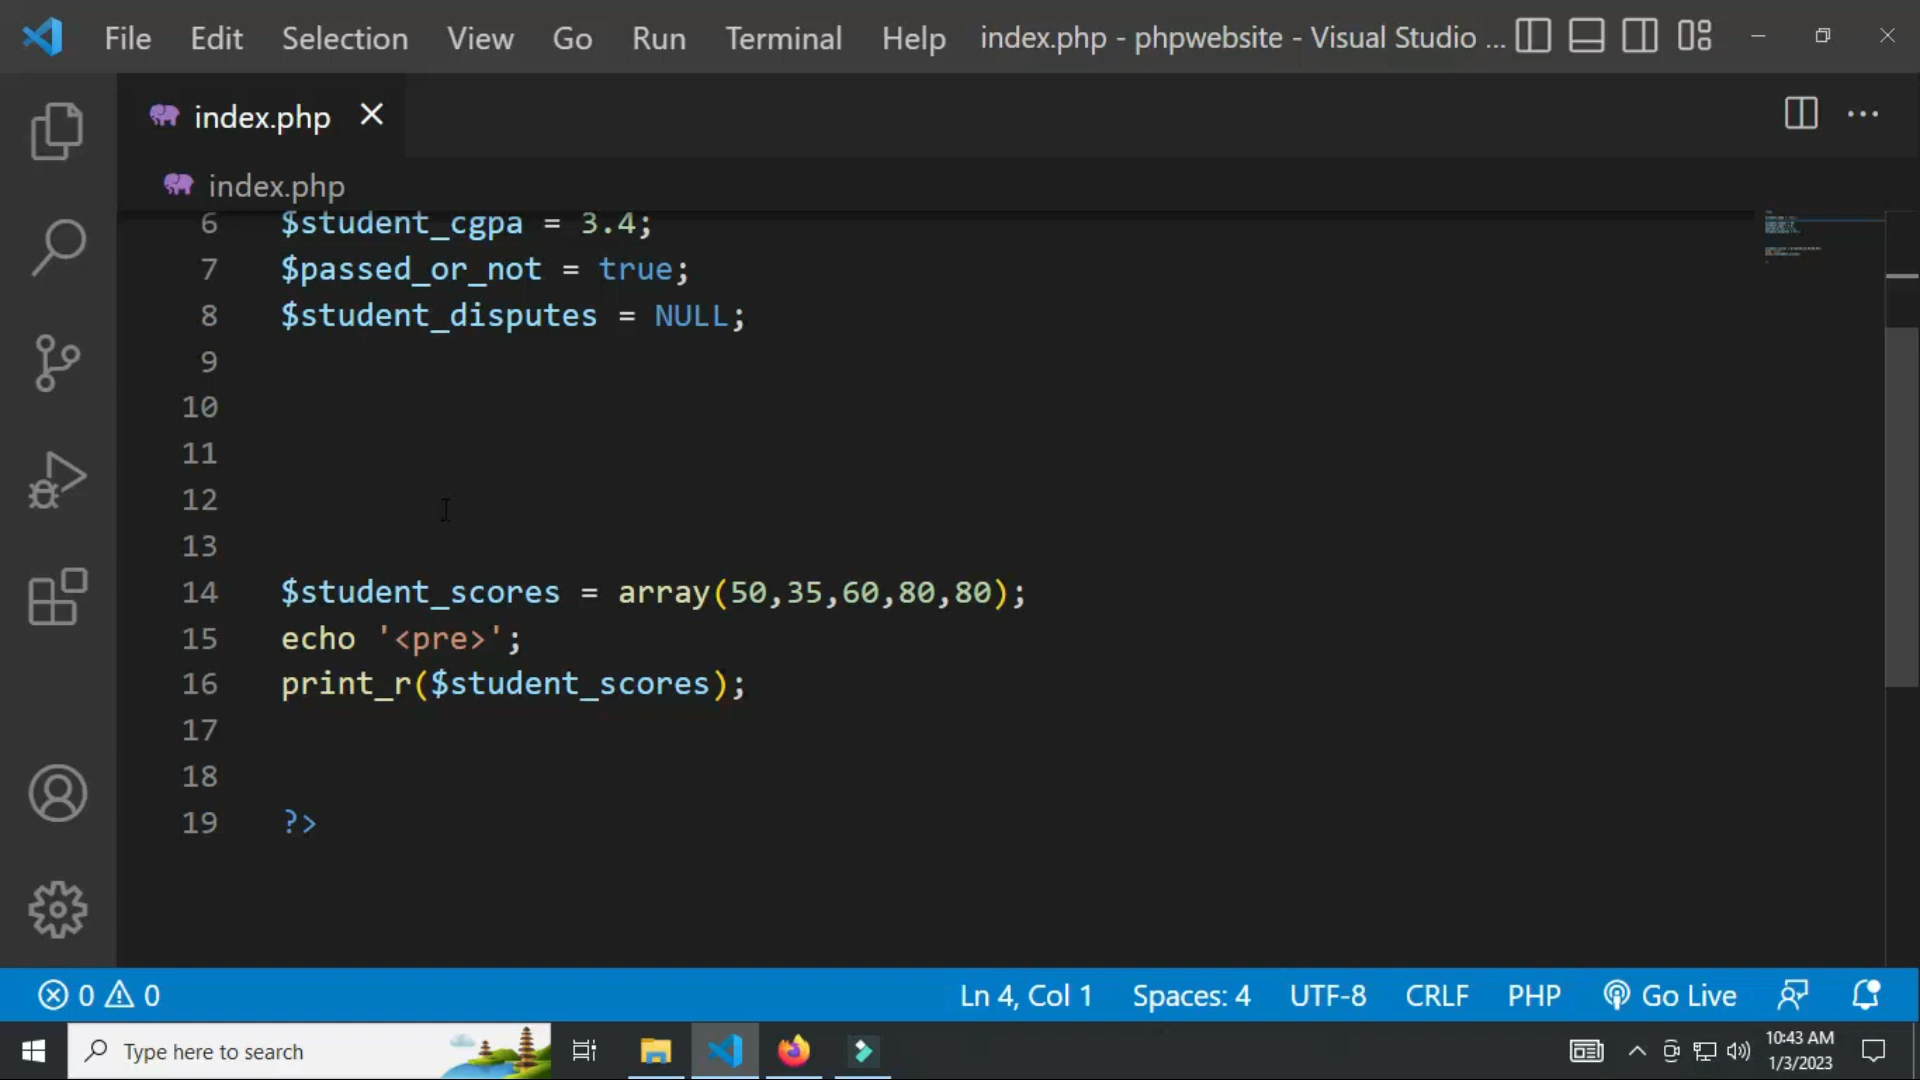 File Edit Selection View Go Run Terminal Help index.php - phpwebsite - Visual Studio ...
index.php
index.php
6 $student_cgpa = 3.4;
7 $passed_or_not = true;
8 $student_disputes = NULL;
9
10
11
12
13
14 $student_scores = array(50,35,60,80,80);
15 echo '<pre>';
16 print_r($student_scores);
17
18
19 ?>
0 0 Ln 4, Col 1 Spaces: 4 UTF-8 CRLF PHP Go Live
Type here to search
10:43 AM
1/3/2023